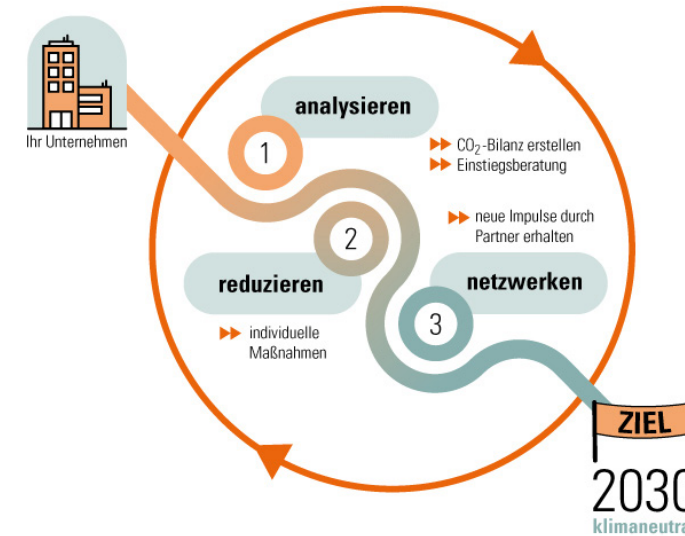 Ihr Unternehmen
analysieren
1
CO₂-Bilanz erstellen
Einstiegsberatung
2
neue Impulse durch
Partner erhalten
reduzieren
netzwerken
individuelle
Maßnahmen
3
ZIEL
2030
klimaneutra